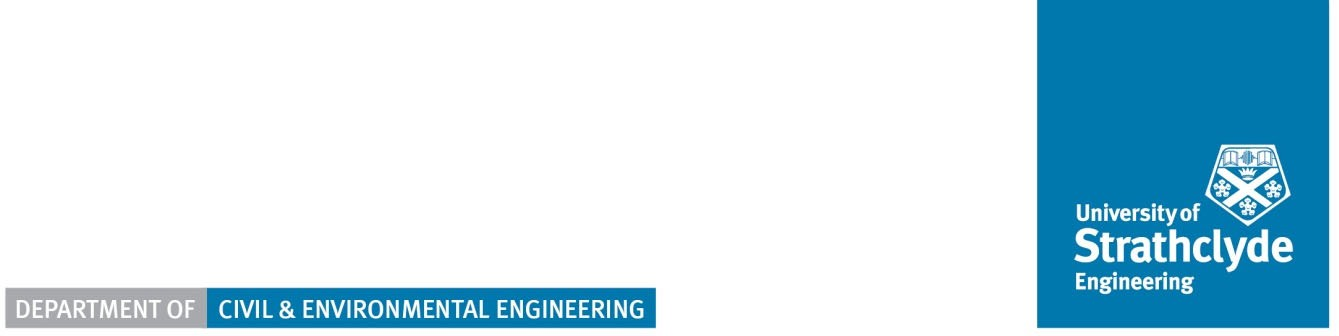 University of
Strathclyde
Engineering
DEPARTMENT OF CIVIL & ENVIRONMENTAL ENGINEERING